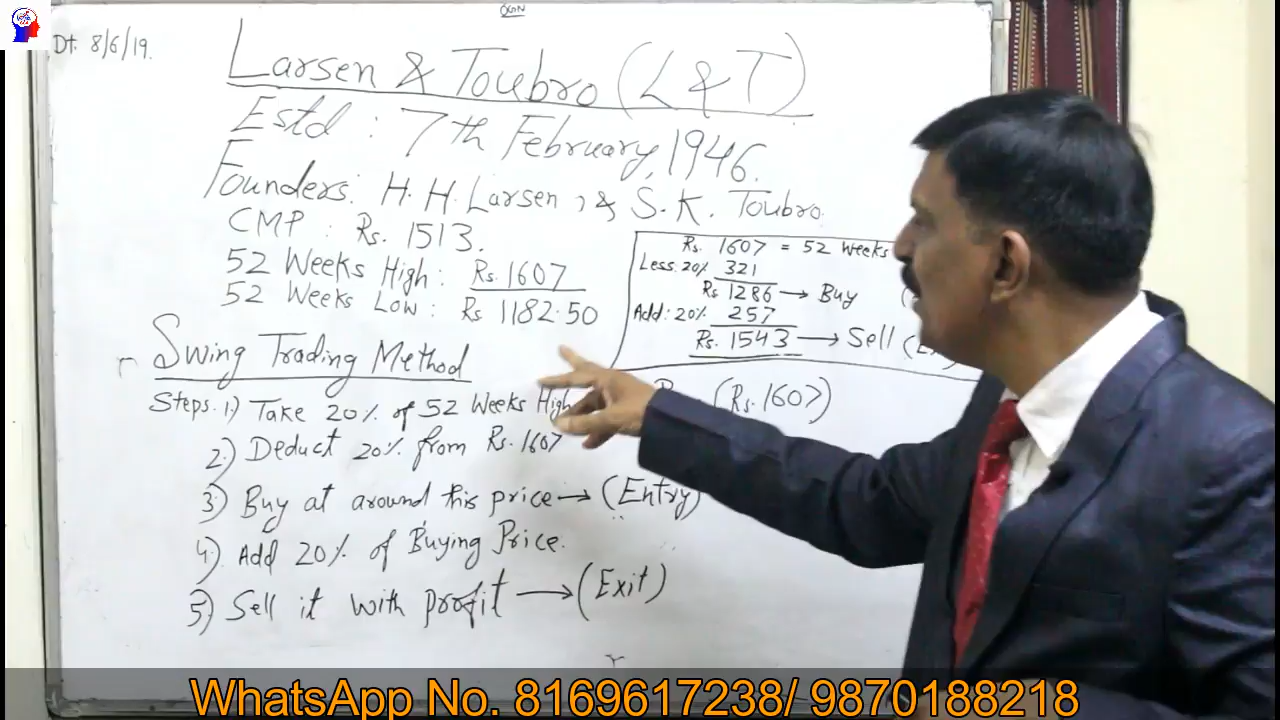 Dt. 8/6/19.
Larsen & Toubro (L & T)
Estd : 7th February, 1946.
Founders: H. H. Larsen, & S. K. Toubro.
CMP : Rs. 1513.
52 Weeks High : Rs. 1607
52 Weeks Low : Rs 1182.50
Rs. 1607 = 52 Weeks
Less: 20% 321
Rs 1286 → Buy (
Add: 20% 257
Rs. 1543 → Sell (
Swing Trading Method
Steps. 1.) Take 20% of 52 Weeks High
(Rs. 1607)
2.) Deduct 20% from Rs. 1607
3.) Buy at around this price → (Entry)
4.) Add 20% of Buying Price.
5.) Sell it with profit → (Exit)
WhatsApp No. 8169617238/ 9870188218